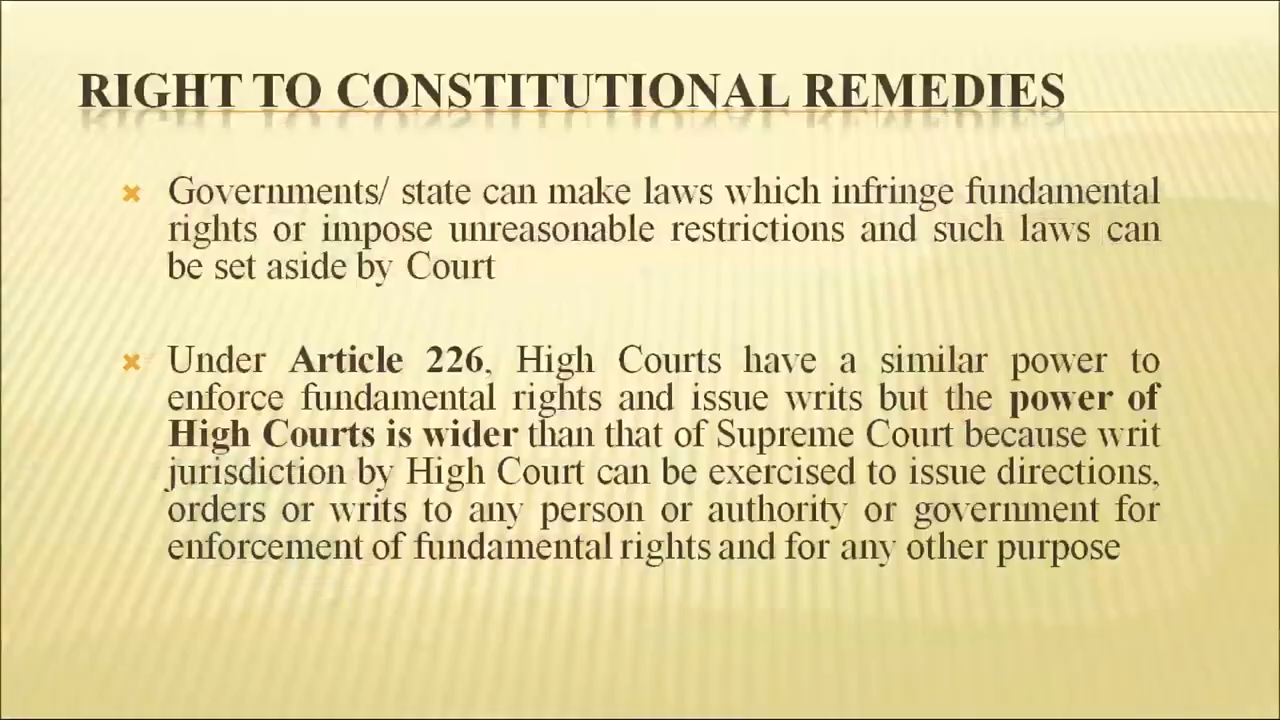 RIGHT TO CONSTITUTIONAL REMEDIES
Governments/ state can make laws which infringe fundamental
rights or impose unreasonable restrictions and such laws can
be set aside by Court
Under Article 226, High Courts have a similar power to
enforce fundamental rights and issue writs but the power of
High Courts is wider than that of Supreme Court because writ
jurisdiction by High Court can be exercised to issue directions,
orders or writs to any person or authority or government for
enforcement of fundamental rights and for any other purpose